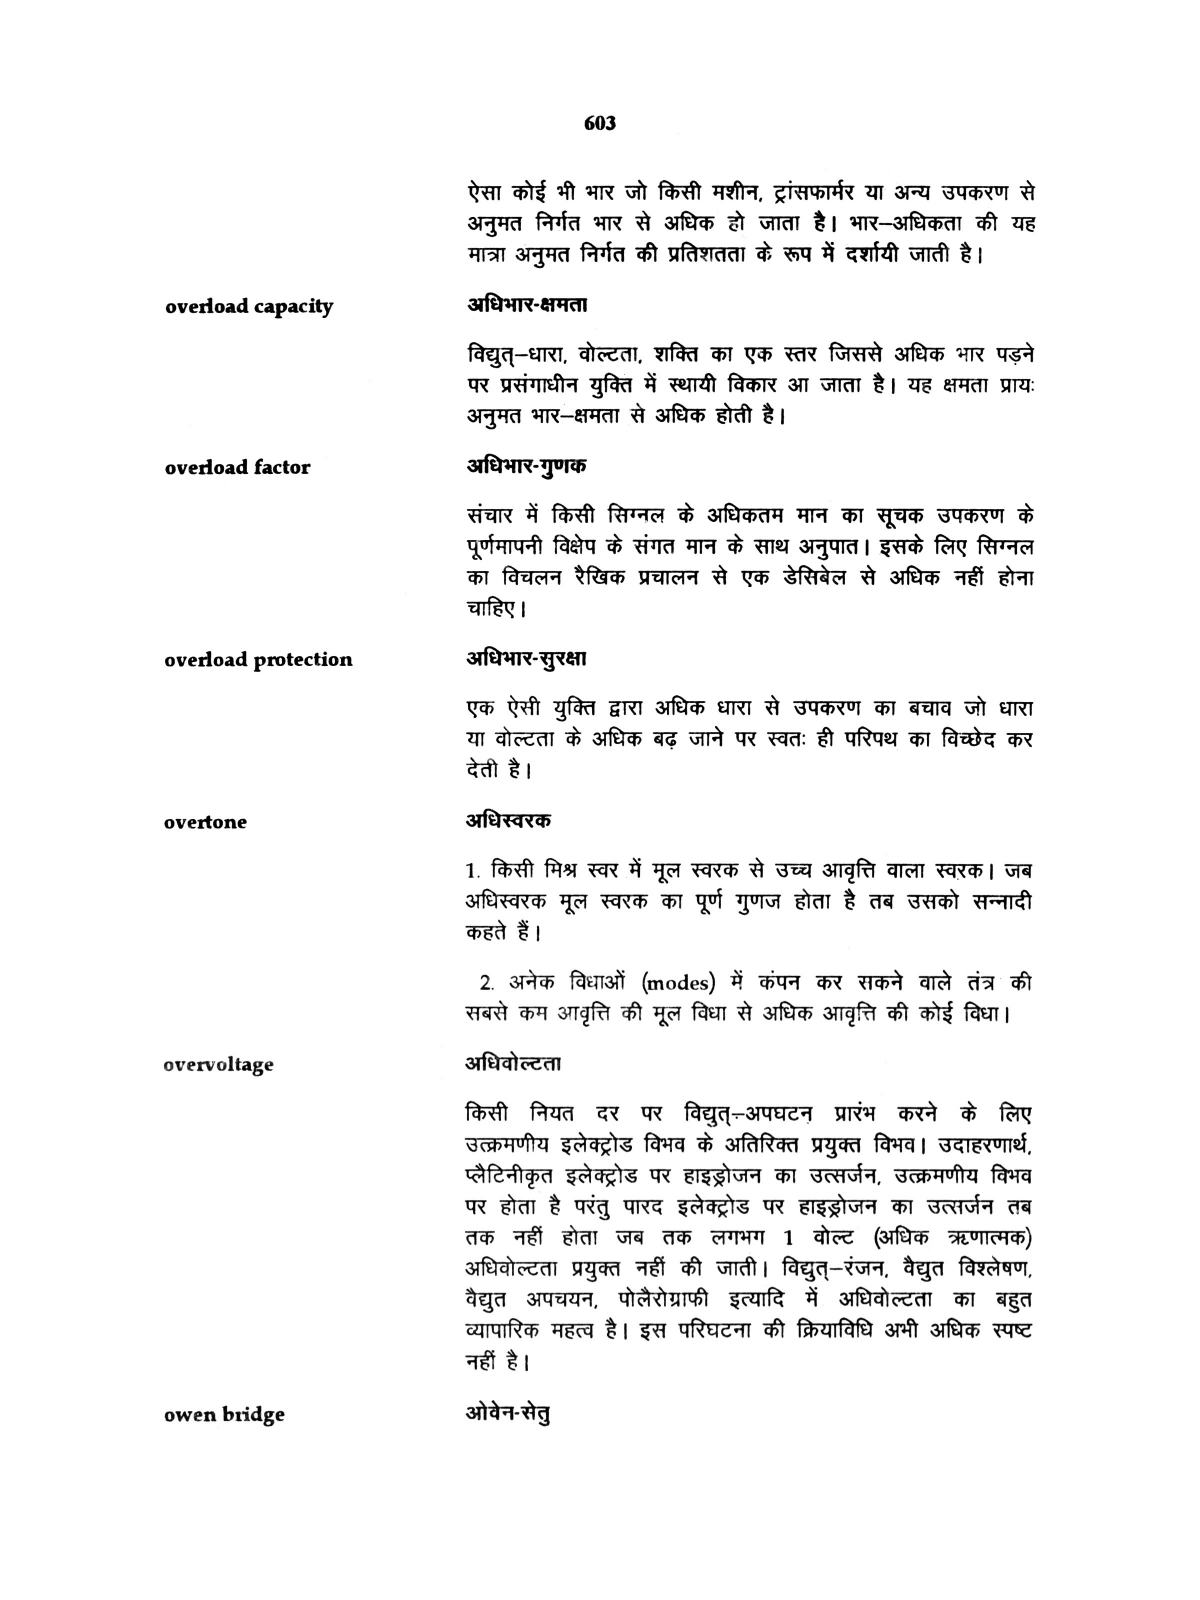 603
ऐसा कोई भी भार जो किसी मशीन, ट्रांसफार्मर या अन्य उपकरण से
अनुमत निर्गत भार से अधिक हो जाता है। भार–अधिकता की यह
मात्रा अनुमत निर्गत की प्रतिशतता के रूप में दर्शायी जाती है।
overload capacity अधिभार-क्षमता
विद्युत्–धारा, वोल्टता, शक्ति का एक स्तर जिससे अधिक भार पड़ने
पर प्रसंगाधीन युक्ति में स्थायी विकार आ जाता है। यह क्षमता प्रायः
अनुमत भार–क्षमता से अधिक होती है।
overload factor अधिभार-गुणक
संचार में किसी सिग्नल के अधिकतम मान का सूचक उपकरण के
पूर्णमापनी विक्षेप के संगत मान के साथ अनुपात। इसके लिए सिग्नल
का विचलन रैखिक प्रचालन से एक डेसिबेल से अधिक नहीं होना
चाहिए।
overload protection अधिभार-सुरक्षा
एक ऐसी युक्ति द्वारा अधिक धारा से उपकरण का बचाव जो धारा
या वोल्टता के अधिक बढ़ जाने पर स्वतः ही परिपथ का विच्छेद कर
देती है।
overtone अधिस्वरक
1. किसी मिश्र स्वर में मूल स्वरक से उच्च आवृत्ति वाला स्वरक। जब
अधिस्वरक मूल स्वरक का पूर्ण गुणज होता है तब उसको सन्नादी
कहते हैं।
2. अनेक विधाओं (modes) में कंपन कर सकने वाले तंत्र की
सबसे कम आवृत्ति की मूल विधा से अधिक आवृत्ति की कोई विधा।
overvoltage अधिवोल्टता
किसी नियत दर पर विद्युत्–अपघटन प्रारंभ करने के लिए
उत्क्रमणीय इलेक्ट्रोड विभव के अतिरिक्त प्रयुक्त विभव। उदाहरणार्थ,
प्लैटिनीकृत इलेक्ट्रोड पर हाइड्रोजन का उत्सर्जन, उत्क्रमणीय विभव
पर होता है परंतु पारद इलेक्ट्रोड पर हाइड्रोजन का उत्सर्जन तब
तक नहीं होता जब तक लगभग 1 वोल्ट (अधिक ऋणात्मक)
अधिवोल्टता प्रयुक्त नहीं की जाती। विद्युत्–रंजन, वैद्युत विश्लेषण,
वैद्युत अपचयन, पोलैरोग्राफी इत्यादि में अधिवोल्टता का बहुत
व्यापारिक महत्व है। इस परिघटना की क्रियाविधि अभी अधिक स्पष्ट
नहीं है।
owen bridge ओवेन-सेतु